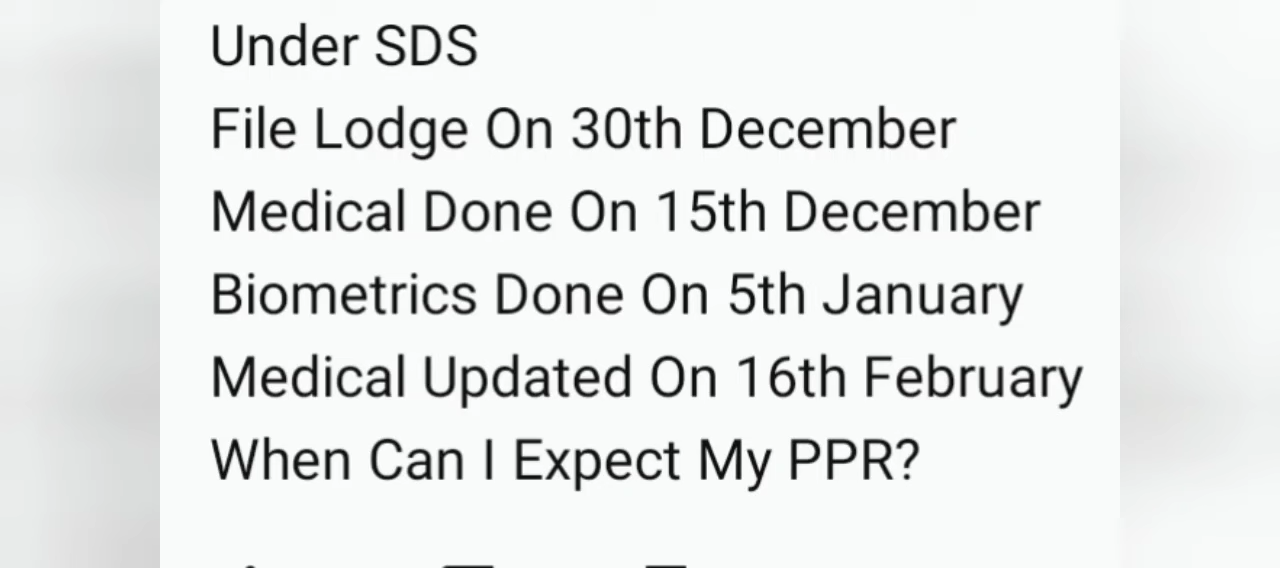 Under SDS
File Lodge On 30th December
Medical Done On 15th December
Biometrics Done On 5th January
Medical Updated On 16th February
When Can I Expect My PPR?